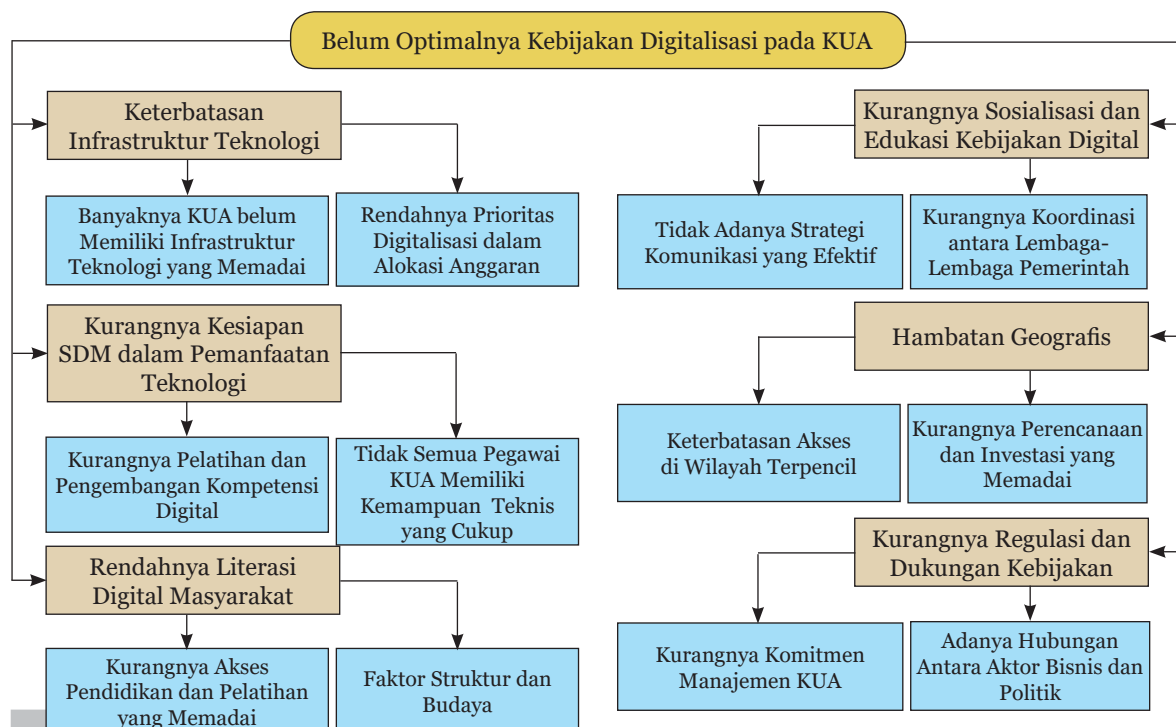 Belum Optimalnya Kebijakan Digitalisasi pada KUA
Keterbatasan
Infrastruktur Teknologi
Banyaknya KUA belum
Memiliki Infrastruktur
Teknologi yang Memadai
Rendahnya Prioritas
Digitalisasi dalam
Alokasi Anggaran
Kurangnya Kesiapan
SDM dalam Pemanfaatan
Teknologi
Kurangnya Pelatihan dan
Pengembangan Kompetensi
Digital
Tidak Semua Pegawai
KUA Memiliki
Kemampuan Teknis
yang Cukup
Rendahnya Literasi
Digital Masyarakat
Kurangnya Akses
Pendidikan dan Pelatihan
yang Memadai
Faktor Struktur dan
Budaya
Kurangnya Sosialisasi dan
Edukasi Kebijakan Digital
Tidak Adanya Strategi
Komunikasi yang Efektif
Kurangnya Koordinasi
antara Lembaga-
Lembaga Pemerintah
Hambatan Geografis
Keterbatasan Akses
di Wilayah Terpencil
Kurangnya Perencanaan
dan Investasi yang
Memadai
Kurangnya Regulasi dan
Dukungan Kebijakan
Kurangnya Komitmen
Manajemen KUA
Adanya Hubungan
Antara Aktor Bisnis dan
Politik